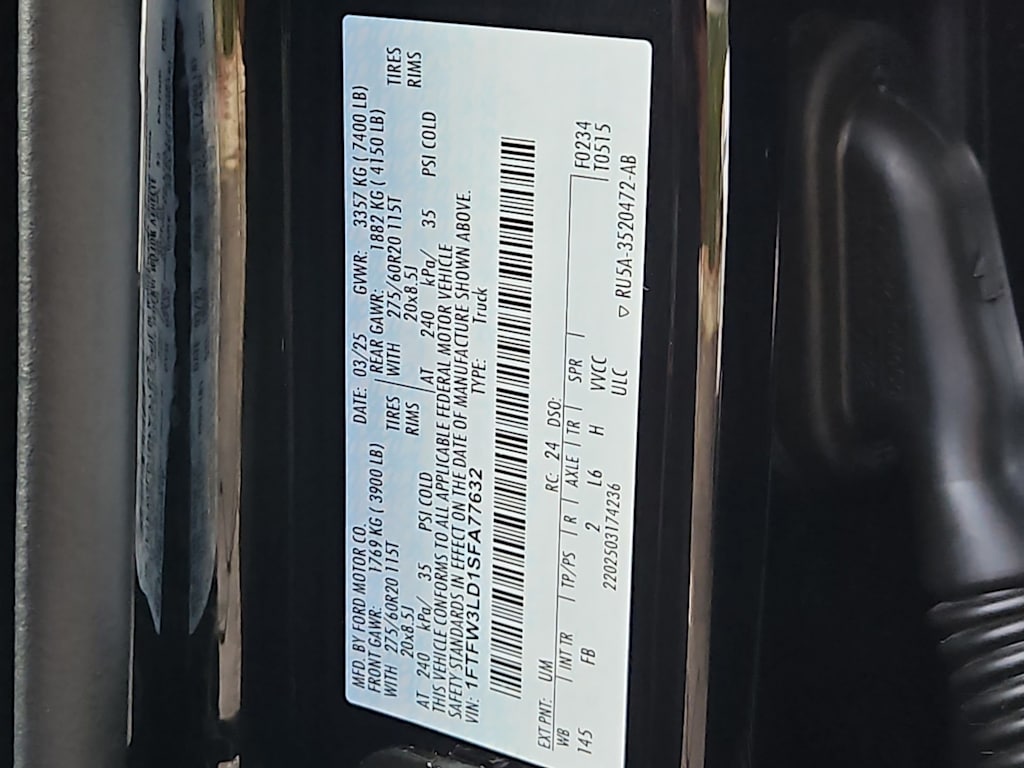 MFD. BY FORD MOTOR CO.
DATE: 03/25 GVWR: 3357 KG ( 7400 LB)
FRONT GAWR: 1769 KG ( 3900 LB) REAR GAWR: 1882 KG ( 4150 LB)
WITH 275/60R20 115T TIRES WITH 275/60R20 115T TIRES
20x8.5J RIMS 20x8.5J RIMS
AT 240 kPa/ 35 PSI COLD AT 240 kPa/ 35 PSI COLD
THIS VEHICLE CONFORMS TO ALL APPLICABLE FEDERAL MOTOR VEHICLE
SAFETY STANDARDS IN EFFECT ON THE DATE OF MANUFACTURE SHOWN ABOVE.
VIN: 1FTFW3LD1SFA77632 TYPE: Truck
EXT PNT: UM RC: 24 DSO: F0234
WB INT TR TP/PS R AXLE TR SPR T0515
145 FB 2 L6 H VVCC
2202503174236 ULC ▽ RU5A-3520472-AB